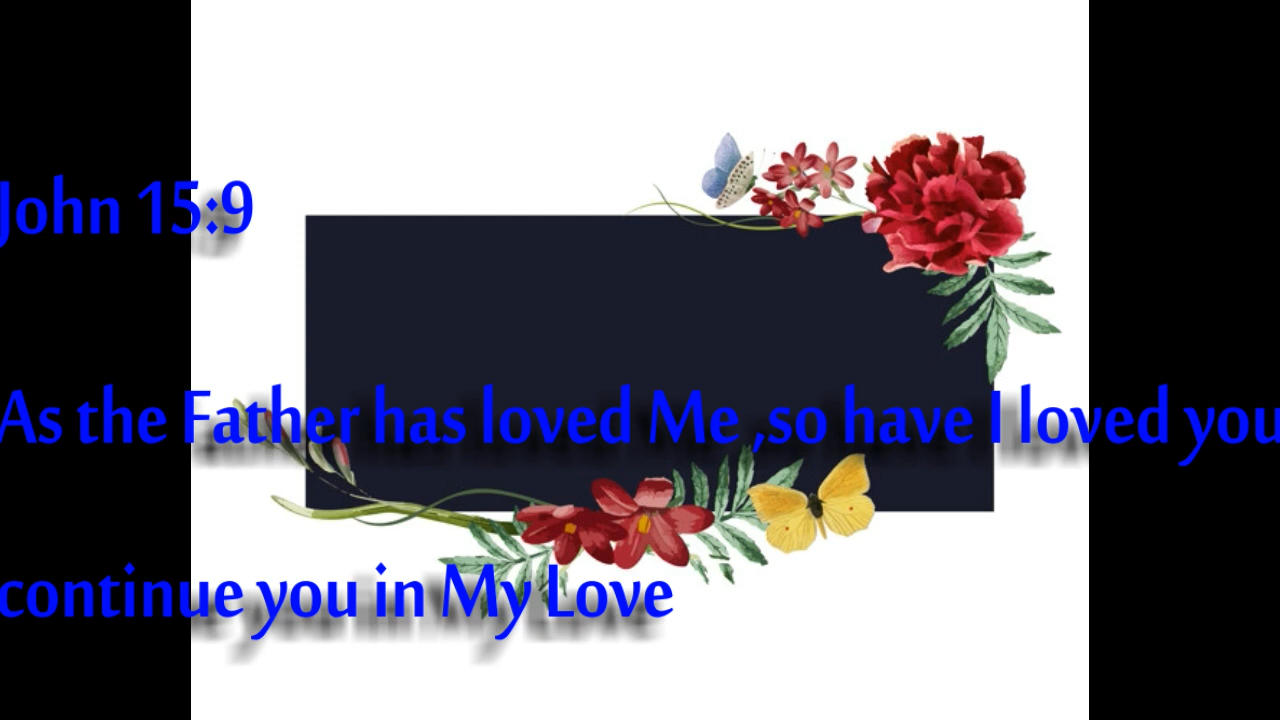 John 15:9
As the Father has loved Me ,so have I loved you
continue you in My Love